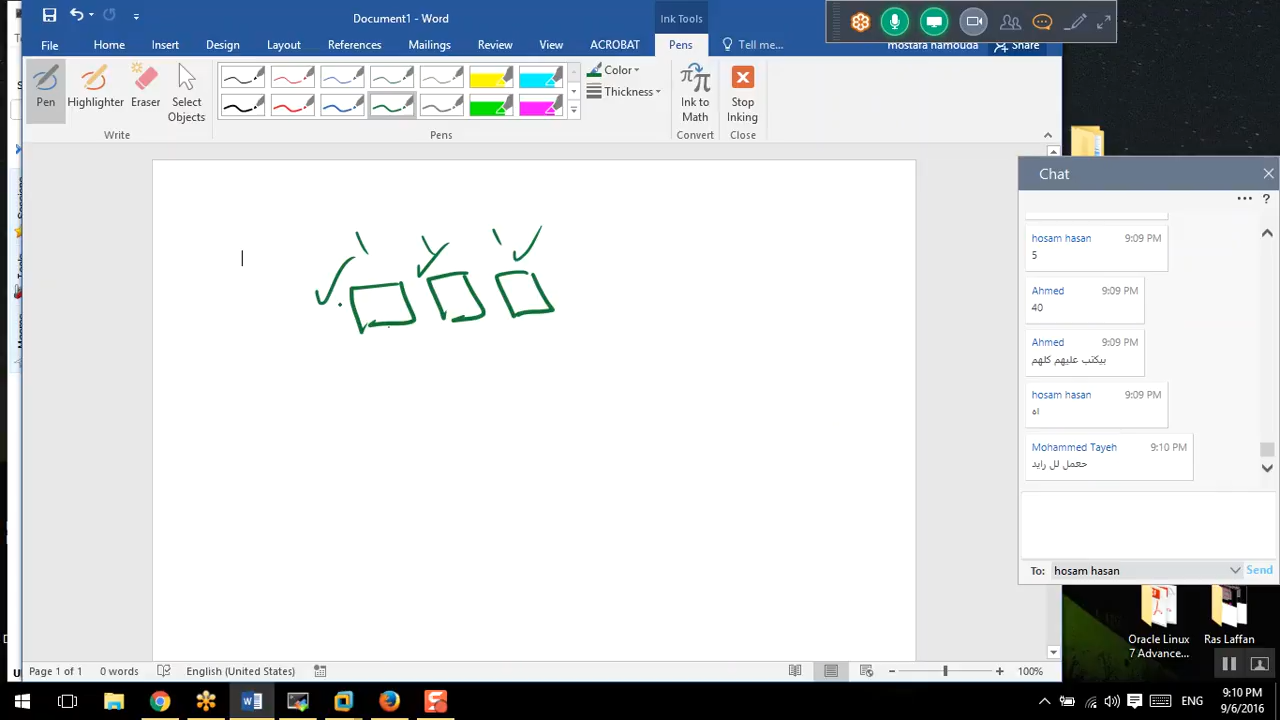 Document1 - Word
Ink Tools
File
Home
Insert
Design
Layout
References
Mailings
Review
View
ACROBAT
Pens
Tell me...
mostafa hamouda
Share
Pen
Highlighter
Eraser
Select
Objects
Color
Thickness
Ink to
Math
Stop
Inking
Write
Pens
Convert
Close
Chat
?
hosam hasan 9:09 PM
5
Ahmed 9:09 PM
40
Ahmed 9:09 PM
بيكتب عليهم كلهم
hosam hasan 9:09 PM
اه
Mohammed Tayeh 9:10 PM
حعمل لل رايد
To: hosam hasan
Send
Oracle Linux
7 Advance...
Ras Laffan
Page 1 of 1
0 words
English (United States)
100%
ENG
9:10 PM
9/6/2016